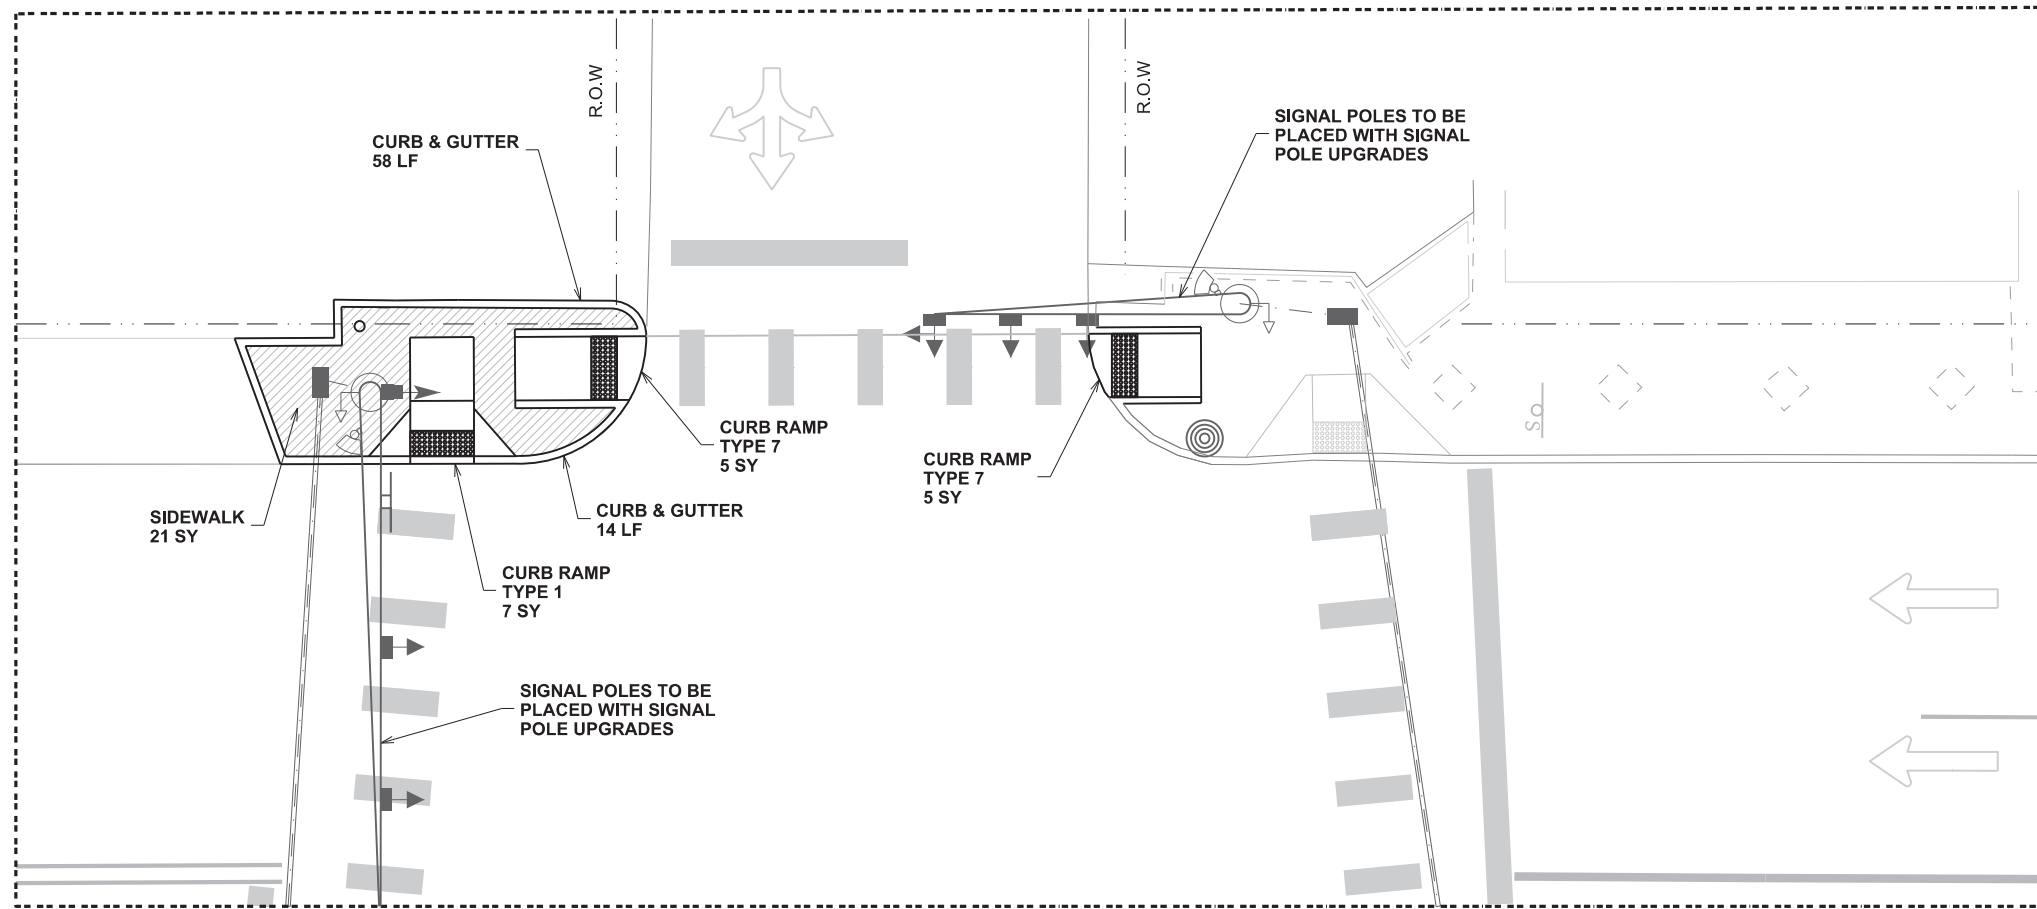 R.O.W
R.O.W
CURB & GUTTER
58 LF
SIGNAL POLES TO BE
PLACED WITH SIGNAL
POLE UPGRADES
CURB RAMP
TYPE 7
5 SY
CURB RAMP
TYPE 7
5 SY
S.O
SIDEWALK
21 SY
CURB & GUTTER
14 LF
CURB RAMP
TYPE 1
7 SY
SIGNAL POLES TO BE
PLACED WITH SIGNAL
POLE UPGRADES